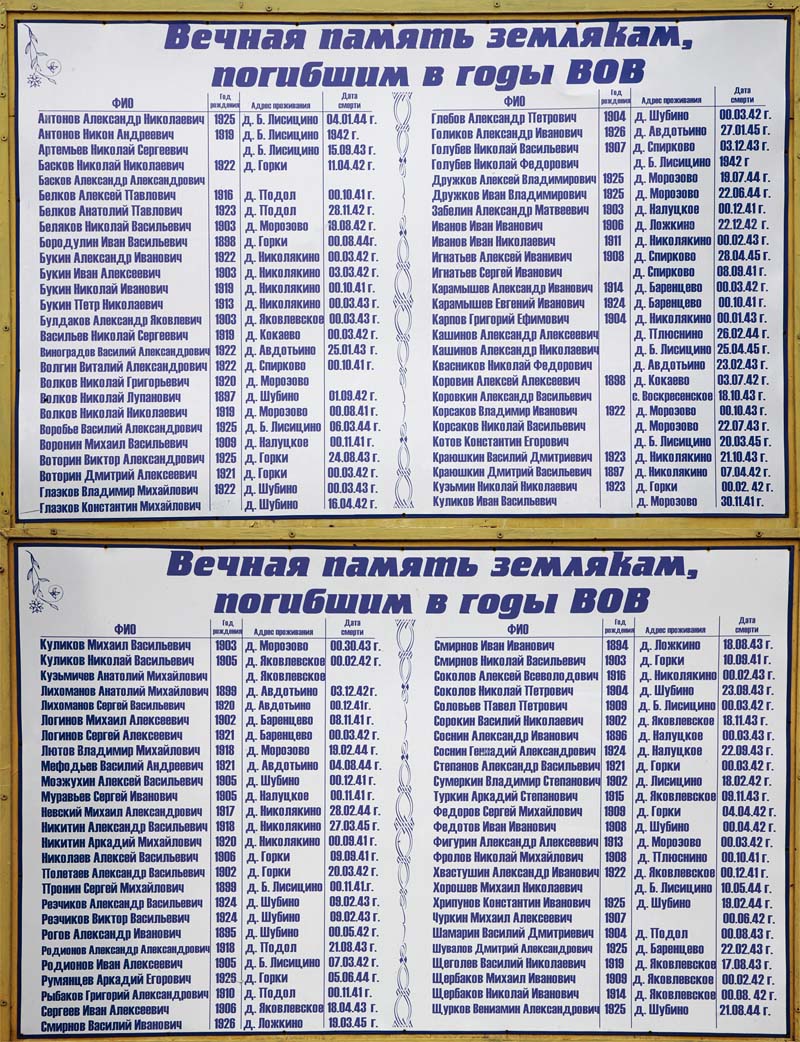 Вечная память землякам,
погибшим в годы ВОВ
ФИО Год рождения Адрес проживания Дата смерти
Антонов Александр Николаевич 1925 д. Б. Лисицино 04.01.44 г.
Антонов Никон Андреевич 1919 д. Б. Лисицино 1942 г.
Артемьев Николай Сергеевич д. Б. Лисицино 15.09.43 г.
Басков Николай Николаевич 1922 д. Горки 11.04.42 г.
Басков Александр Александрович
Белков Алексей Павлович 1916 д. Подол 00.10.41 г.
Белков Анатолий Павлович 1923 д. Подол 28.11.42 г.
Беляков Николай Васильевич 1903 д. Морозово 19.08.42 г.
Бородулин Иван Васильевич 1898 д. Горки 00.08.44г.
Букин Александр Иванович 1922 д. Николякино 00.03.42 г.
Букин Иван Алексеевич 1903 д. Николякино 03.03.42 г.
Букин Николай Иванович 1919 д. Николякино 00.10.41 г.
Букин Петр Николаевич 1913 д. Николякино 00.03.43 г.
Булдаков Александр Яковлевич 1903 д. Яковлевское 00.03.43 г.
Васильев Николай Сергеевич 1919 д. Кокаево 00.03.42 г.
Виноградов Василий Александрович 1922 д. Авдотьино 25.01.43 г.
Волгин Виталий Александрович 1922 д. Спирково 00.10.41 г.
Волков Николай Григорьевич 1920 д. Морозово
Волков Николай Лупанович 1897 д. Шубино 01.09.42 г.
Волков Николай Николаевич 1919 д. Морозово 00.08.41 г.
Воробье Василий Александрович 1925 д. Б. Лисицино 06.03.44 г.
Воронин Михаил Васильевич 1909 д. Налуцкое 00.11.41 г.
Воторин Виктор Александрович 1925 д. Горки 24.08.43 г.
Воторин Дмитрий Алексеевич 1921 д. Горки 00.03.42 г.
Глазков Владимир Михайлович 1922 д. Шубино 00.03.43 г.
Глазков Константин Михайлович д. Шубино 16.04.42 г.
ФИО Год рождения Адрес проживания Дата смерти
Глебов Александр Петрович 1904 д. Шубино 00.03.42 г.
Голиков Александр Иванович 1926 д. Авдотьино 27.01.45 г.
Голубев Николай Васильевич 1907 д. Спирково 03.12.43 г.
Голубев Николай Федорович д. Б. Лисицино 1942 г
Дружков Алексей Владимирович 1925 д. Морозово 19.07.44 г.
Дружков Иван Владимирович 1925 д. Морозово 22.06.44 г.
Забелин Александр Матвеевич 1903 д. Налуцкое 00.12.41 г.
Иванов Иван Иванович 1906 д. Ложкино 22.12.42 г.
Иванов Иван Николаевич 1911 д. Николякино 00.02.43 г.
Игнатьев Алексей Иванивич 1908 д. Спирково 28.04.45 г.
Игнатьев Сергей Иванович д. Спирково 08.09.41 г.
Карамышев Александр Иванович 1914 д. Баренцево 00.03.42 г.
Карамышев Евгений Иванович 1924 д. Баренцево 00.10.41 г.
Карпов Григорий Ефимович 1904 д. Николякино 00.01.43 г.
Кашинов Александр Алексеевич д. Плюснино 26.02.44 г.
Кашинов Александр Николаевич д. Б. Лисицино 25.04.45 г.
Квасников Николай Федорович д. Авдотьино 23.02.43 г.
Коровин Алексей Алексеевич 1898 д. Кокаево 03.07.42 г.
Коровкин Александр Васильевич с. Воскресенское 18.10.43 г.
Корсаков Владимир Иванович 1922 д. Морозово 00.10.43 г.
Корсаков Николай Васильевич д. Морозово 22.07.43 г.
Котов Константин Егорович д. Б. Лисицино 20.03.45 г.
Краюшкин Василий Дмитриевич 1923 д. Николякино 21.10.43 г.
Краюшкин Дмитрий Васильевич 1897 д. Николякино 07.04.42 г.
Кузьмин Николай Николаевич 1923 д. Горки 00.02. 42 г.
Куликов Иван Васильевич д. Морозово 30.11.41 г.
Вечная память землякам,
погибшим в годы ВОВ
ФИО Год рождения Адрес проживания Дата смерти
Куликов Михаил Васильевич 1903 д. Морозово 00.30.43 г.
Куликов Николай Васильевич 1905 д. Яковлевское 00.02.42 г.
Кузьмичев Анатолий Михайлович д. Яковлевское
Лихоманов Анатолий Михайлович 1899 д. Авдотьино 03.12.42г.
Лихоманов Сергей Васильевич 1920 д. Авдотьино 00.12.41г.
Логинов Михаил Алексеевич 1902 д. Баренцево 08.11.41 г.
Логинов Сергей Алексеевич 1921 д. Баренцево 00.03.42 г.
Лютов Владимир Михайлович 1918 д. Морозово 19.02.44 г.
Мефодьев Василий Андреевич 1921 д. Авдотьино 04.08.44 г.
Мозжухин Алексей Васильевич 1905 д. Шубино 00.12.41 г.
Муравьев Сергей Иванович 1905 д. Налуцкое 00.11.41 г.
Невский Михаил Александрович 1917 д. Николякино 28.02.44 г.
Никитин Александр Васильевич 1918 д. Николякино 27.03.45 г.
Никитин Аркадий Михайлович 1920 д. Николякино 00.09.41 г.
Николаев Алексей Васильевич 1906 д. Горки 09.09.41 г.
Полетаев Александр Васильевич 1902 д. Горки 20.03.42 г.
Пронин Сергей Михайлович 1899 д. Б. Лисицино 00.11.41.г.
Резчиков Александр Васильевич 1924 д. Шубино 09.02.43 г.
Резчиков Виктор Васильевич 1924 д. Шубино 09.02.43 г.
Рогов Александр Иванович 1895 д. Шубино 00.05.42 г.
Родионов Александр Александрович 1918 д. Подол 21.08.43 г.
Родионов Иван Алексеевич 1905 д. Б. Лисицино 07.03.42 г.
Румянцев Аркадий Егорович 1926 д. Горки 05.06.44 г.
Рыбаков Григорий Александрович 1910 д. Подол 00.11.41 г.
Сергеев Иван Алексеевич 1906 д. Яковлевское 18.04.43 г.
Смирнов Василий Иванович 1926 д. Ложкино 19.03.45 г.
ФИО Год рождения Адрес проживания Дата смерти
Смирнов Иван Иванович 1894 д. Ложкино 18.08.43 г.
Смирнов Николай Васильевич 1903 д. Горки 10.09.41 г.
Соколов Алексей Всеволодович 1916 д. Николякино 00.02.43 г.
Соколов Николай Петрович 1904 д. Шубино 23.09.43 г.
Соловьев Павел Петрович 1909 д. Б. Лисицино 00.03.42 г.
Сорокин Василий Николаевич 1902 д. Яковлевское 18.11.43 г.
Соснин Александр Иванович 1896 д. Налуцкое 00.03.43 г.
Соснин Геннадий Александрович 1924 д. Налуцкое 22.09.43 г.
Степанов Александр Васильевич 1921 д. Горки 00.03.42 г.
Сумеркин Владимир Степанович 1902 д. Лисицино 18.02.42 г.
Туркин Аркадий Степанович 1915 д. Яковлевское 09.11.43 г.
Федоров Сергей Михайлович 1909 д. Горки 04.04.42 г.
Федотов Иван Иванович 1908 д. Шубино 00.04.42 г.
Фигурин Александр Алексеевич 1913 д. Морозово 00.03.42 г.
Фролов Николай Михайлович 1908 д. Плюснино 00.10.41 г.
Хвастушин Александр Иванович 1922 д. Яковлевское 00.12.41 г.
Хорошев Михаил Николаевич д. Б. Лисицино 10.05.44 г.
Хрипунов Константин Иванович 1925 д. Шубино 19.02.44 г.
Чуркин Михаил Алексеевич 1907 00.06.42 г.
Шамарин Василий Дмитриевич 1904 д. Подол 00.08.43 г.
Шувалов Дмитрий Александрович 1925 д. Баренцево 22.02.43 г.
Щеголев Василий Николаевич 1919 д. Яковлевское 17.08.43 г.
Щербаков Михаил Иванович 1909 д. Яковлевское 00.02.42 г.
Щербаков Николай Иванович 1914 д. Яковлевское 00.08. 42 г.
Щурков Вениамин Александрович 1925 д. Шубино 21.08.44 г.